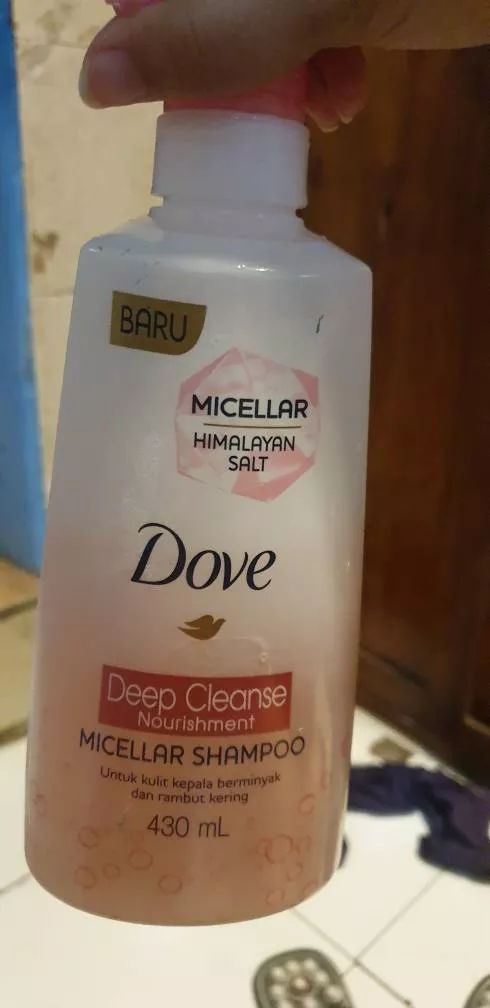 BARU
MICELLAR
HIMALAYAN
SALT
Dove
Deep Cleanse
Nourishment
MICELLAR SHAMPOO
Untuk kulit kepala berminyak
dan rambut kering
430 mL